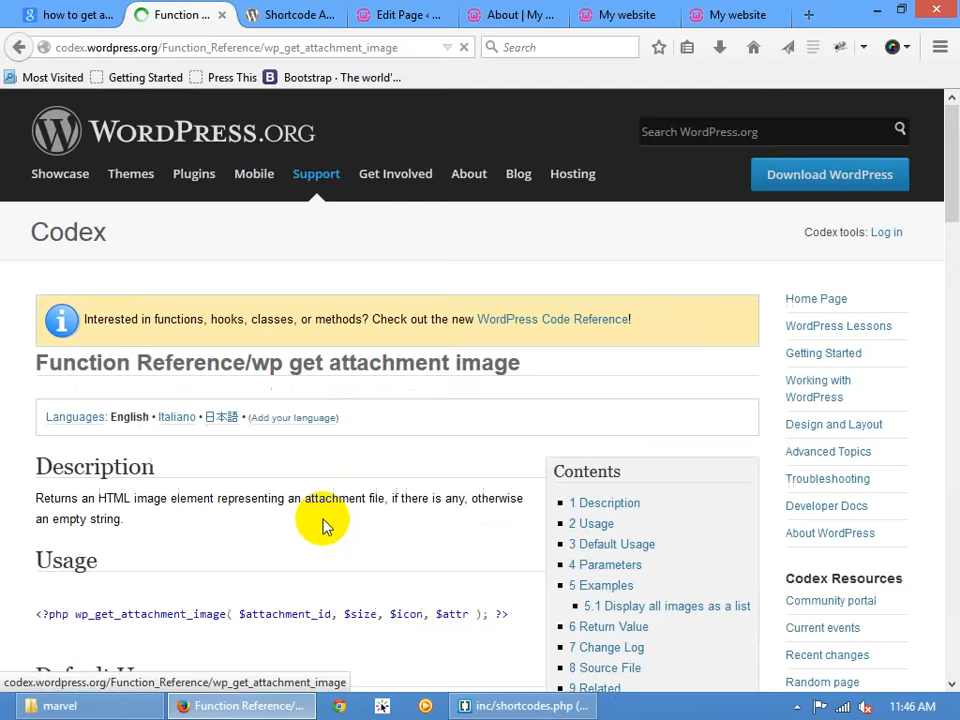 how to get a...
Function ...
Shortcode A...
Edit Page ‹ ...
About | My ...
My website
My website
codex.wordpress.org/Function_Reference/wp_get_attachment_image
Search
Most Visited
Getting Started
Press This
Bootstrap · The world'...
WORDPRESS.ORG
Search WordPress.org
Showcase
Themes
Plugins
Mobile
Support
Get Involved
About
Blog
Hosting
Download WordPress
Codex
Codex tools: Log in
Interested in functions, hooks, classes, or methods? Check out the new WordPress Code Reference!
Function Reference/wp get attachment image
Languages: English • Italiano • 日本語 • (Add your language)
Description
Returns an HTML image element representing an attachment file, if there is any, otherwise
an empty string.
Usage
<?php wp_get_attachment_image( $attachment_id, $size, $icon, $attr ); ?>
Contents
1 Description
2 Usage
3 Default Usage
4 Parameters
5 Examples
5.1 Display all images as a list
6 Return Value
7 Change Log
8 Source File
9 Related
Home Page
WordPress Lessons
Getting Started
Working with
WordPress
Design and Layout
Advanced Topics
Troubleshooting
Developer Docs
About WordPress
Codex Resources
Community portal
Current events
Recent changes
Random page
codex.wordpress.org/Function_Reference/wp_get_attachment_image
marvel
Function Reference/...
inc/shortcodes.php (...
11:46 AM